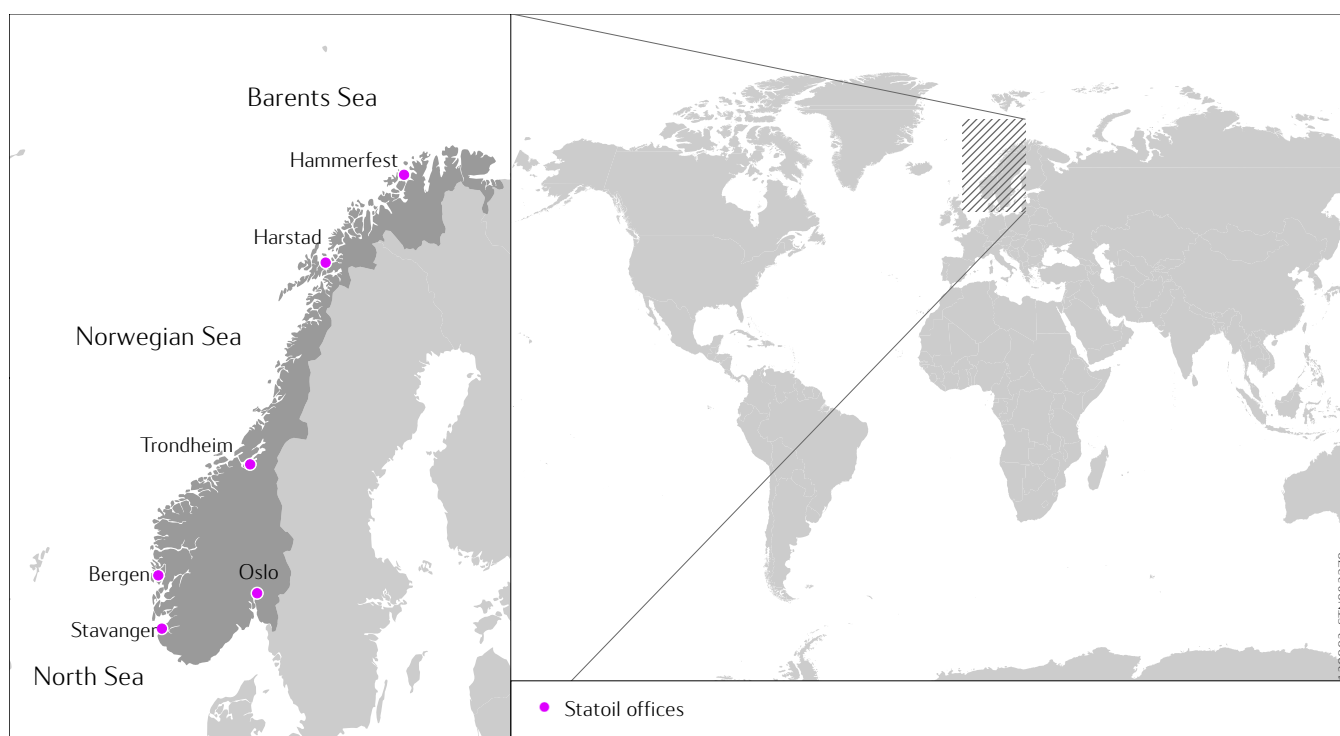 Barents Sea
Hammerfest
Harstad
Norwegian Sea
Trondheim
Bergen
Oslo
Stavanger
North Sea
Statoil offices